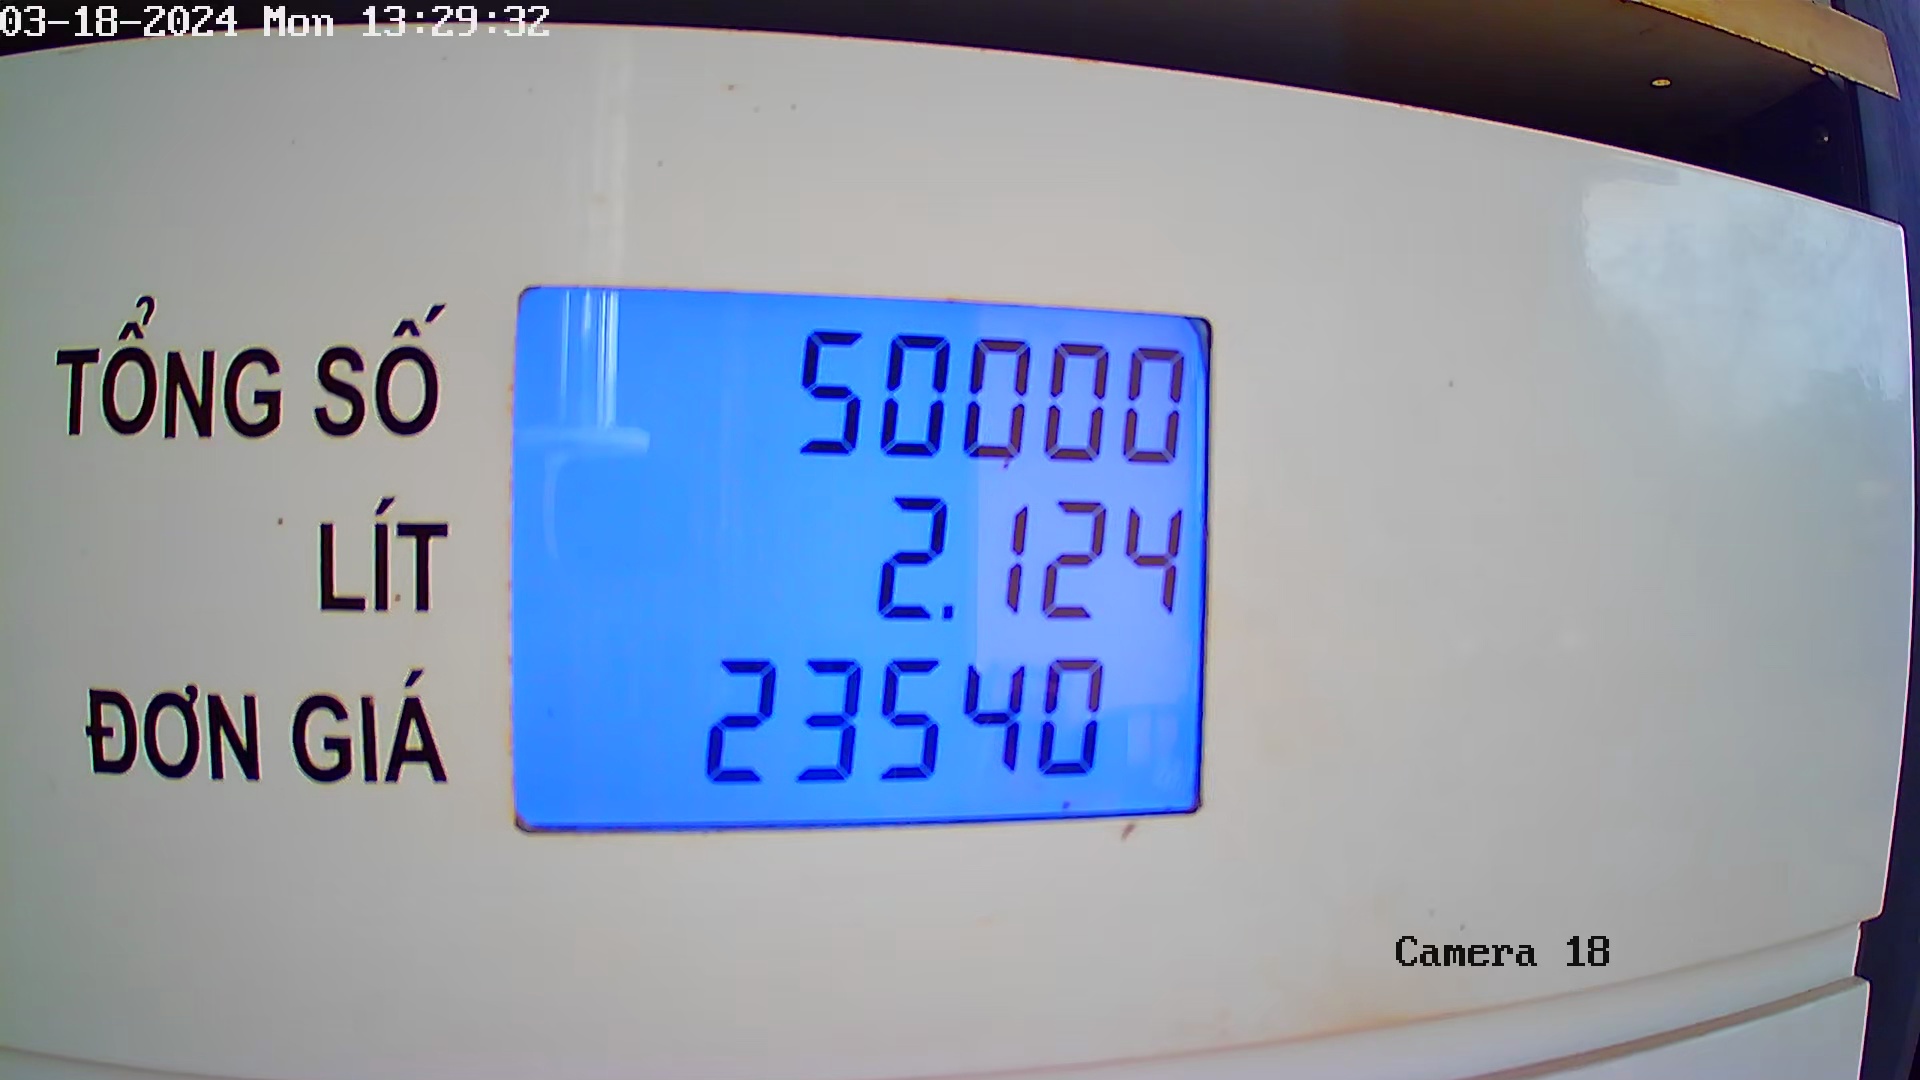 03-18-2024 Mon 13:29:32
TỔNG SỐ 50000
LÍT 2.124
ĐƠN GIÁ 23540
Camera 18